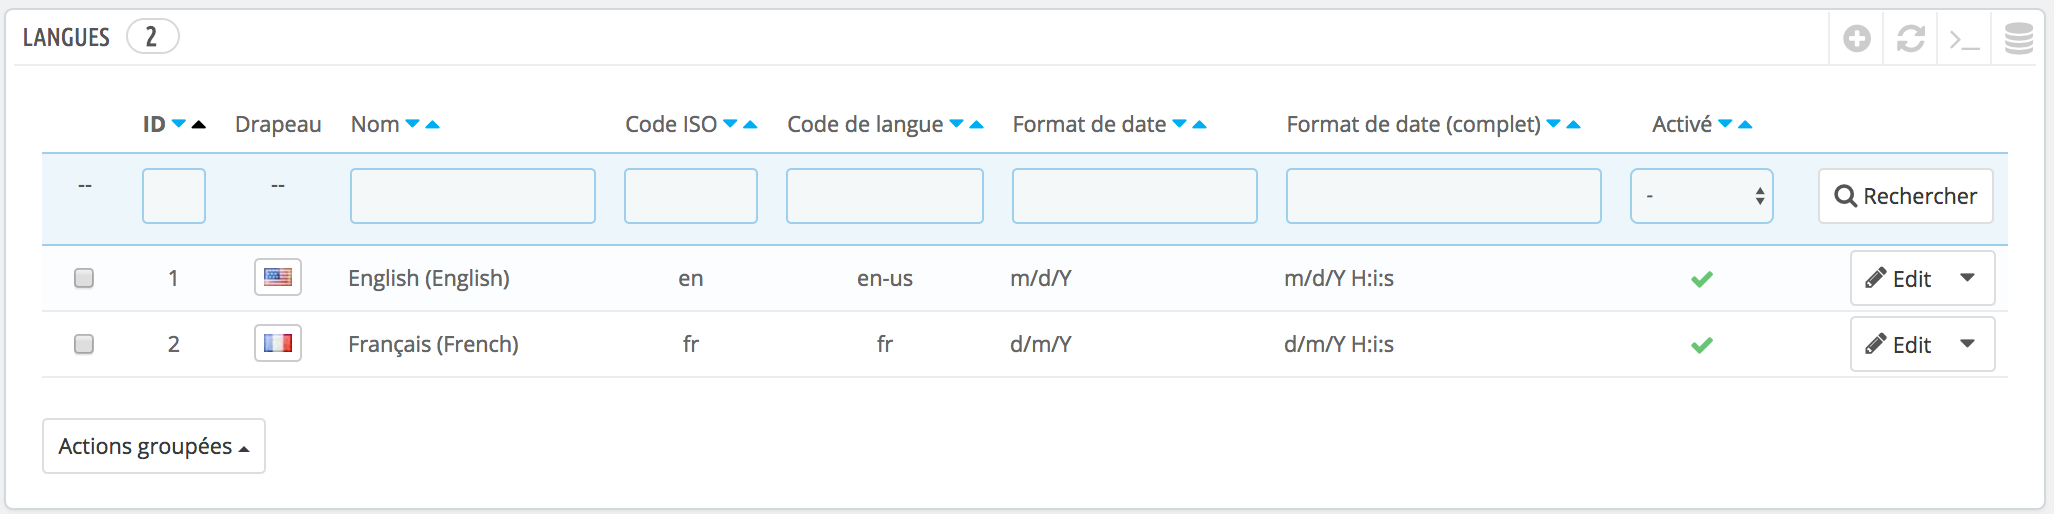 LANGUES 2
ID Drapeau Nom Code ISO Code de langue Format de date Format de date (complet) Activé
-- -- - Rechercher
1 English (English) en en-us m/d/Y m/d/Y H:i:s Edit
2 Français (French) fr fr d/m/Y d/m/Y H:i:s Edit
Actions groupées